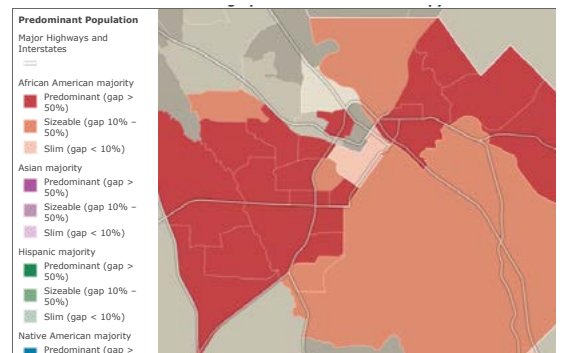 Predominant Population
Major Highways and
Interstates
African American majority
Predominant (gap >
50%)
Sizeable (gap 10% –
50%)
Slim (gap < 10%)
Asian majority
Predominant (gap >
50%)
Sizeable (gap 10% –
50%)
Slim (gap < 10%)
Hispanic majority
Predominant (gap >
50%)
Sizeable (gap 10% –
50%)
Slim (gap < 10%)
Native American majority
Predominant (gap >